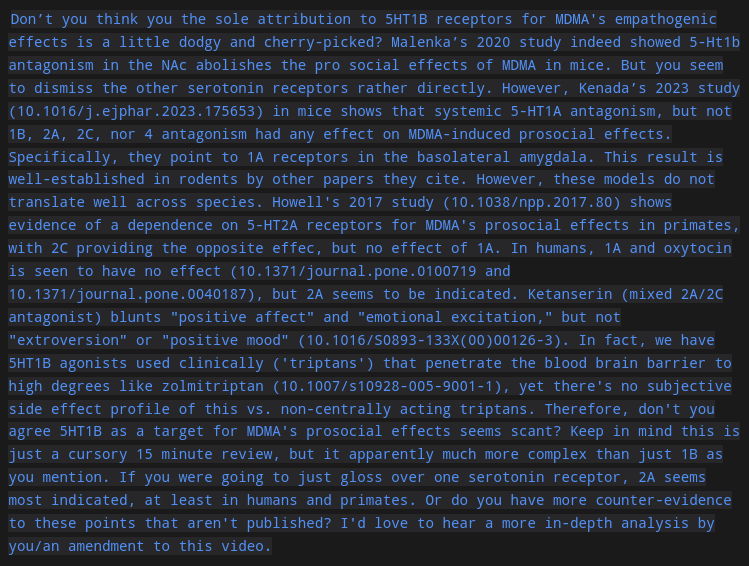 Don’t you think you the sole attribution to 5HT1B receptors for MDMA's empathogenic
effects is a little dodgy and cherry-picked? Malenka’s 2020 study indeed showed 5-Ht1b
antagonism in the NAc abolishes the pro social effects of MDMA in mice. But you seem
to dismiss the other serotonin receptors rather directly. However, Kenada’s 2023 study
(10.1016/j.ejphar.2023.175653) in mice shows that systemic 5-HT1A antagonism, but not
1B, 2A, 2C, nor 4 antagonism had any effect on MDMA-induced prosocial effects.
Specifically, they point to 1A receptors in the basolateral amygdala. This result is
well-established in rodents by other papers they cite. However, these models do not
translate well across species. Howell's 2017 study (10.1038/npp.2017.80) shows
evidence of a dependence on 5-HT2A receptors for MDMA's prosocial effects in primates,
with 2C providing the opposite effec, but no effect of 1A. In humans, 1A and oxytocin
is seen to have no effect (10.1371/journal.pone.0100719 and
10.1371/journal.pone.0040187), but 2A seems to be indicated. Ketanserin (mixed 2A/2C
antagonist) blunts "positive affect" and "emotional excitation," but not
"extroversion" or "positive mood" (10.1016/S0893-133X(00)00126-3). In fact, we have
5HT1B agonists used clinically ('triptans') that penetrate the blood brain barrier to
high degrees like zolmitriptan (10.1007/s10928-005-9001-1), yet there's no subjective
side effect profile of this vs. non-centrally acting triptans. Therefore, don't you
agree 5HT1B as a target for MDMA's prosocial effects seems scant? Keep in mind this is
just a cursory 15 minute review, but it apparently much more complex than just 1B as
you mention. If you were going to just gloss over one serotonin receptor, 2A seems
most indicated, at least in humans and primates. Or do you have more counter-evidence
to these points that aren't published? I'd love to hear a more in-depth analysis by
you/an amendment to this video.